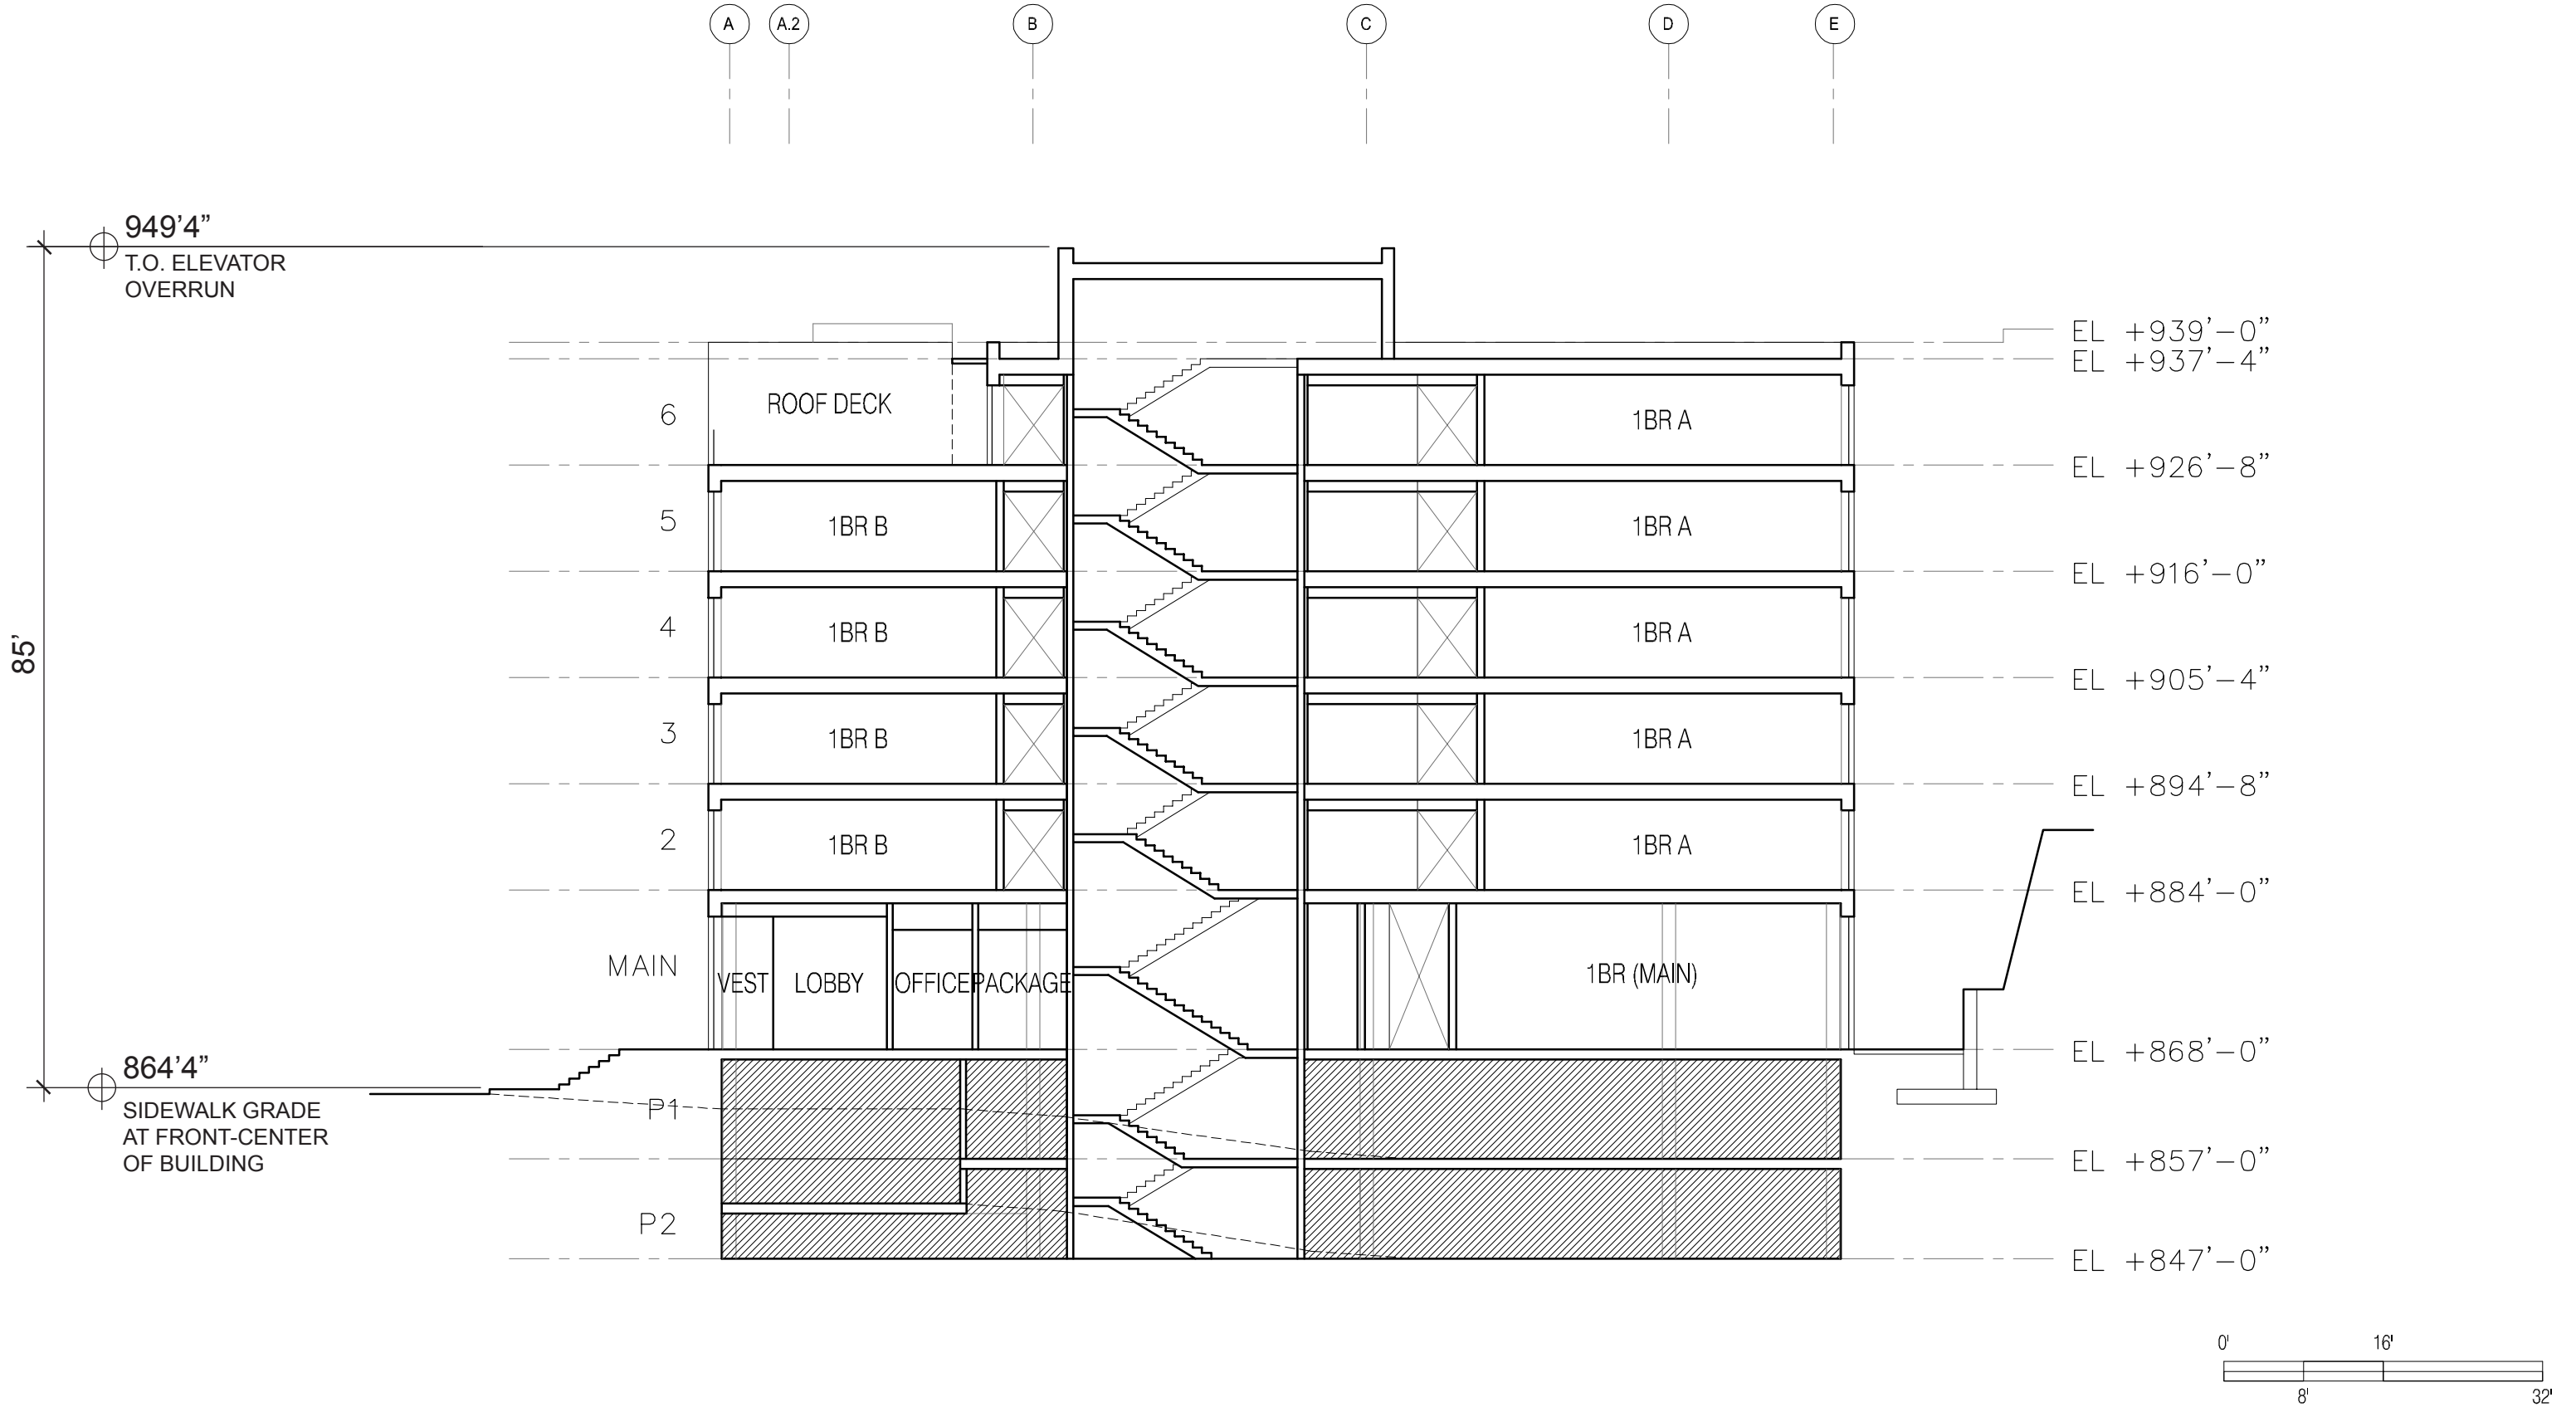 A A.2 B C D E
949'4”
T.O. ELEVATOR
OVERRUN
EL +939'-0”
EL +937'-4”
6 ROOF DECK 1BR A
EL +926'-8”
5 1BR B 1BR A
EL +916'-0”
4 1BR B 1BR A
85'
EL +905'-4”
3 1BR B 1BR A
EL +894'-8”
2 1BR B 1BR A
EL +884'-0”
MAIN VEST LOBBY OFFICE PACKAGE 1BR (MAIN)
EL +868'-0”
864'4”
SIDEWALK GRADE
AT FRONT-CENTER
OF BUILDING
P1
EL +857'-0”
P2
EL +847'-0”
0' 16'
8' 32'